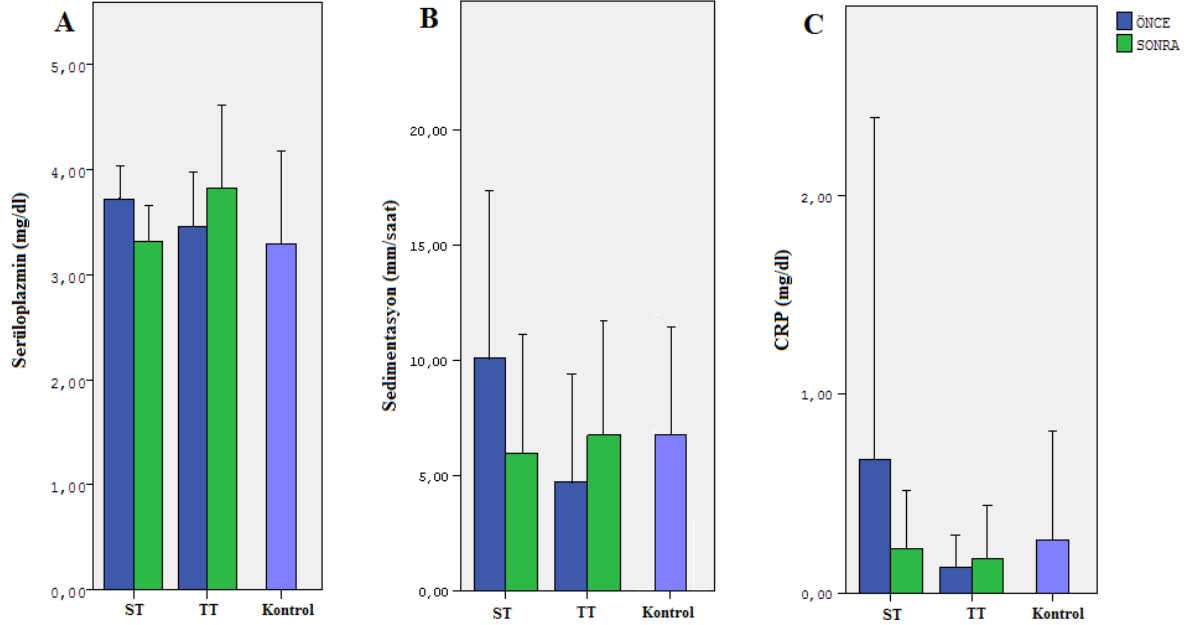 A
Serüloplazmin (mg/dl)
5,00
4,00
3,00
2,00
1,00
0,00
ST TT Kontrol
B
Sedimentasyon (mm/saat)
20,00
15,00
10,00
5,00
0,00
ST TT Kontrol
C
CRP (mg/dl)
2,00
1,00
0,00
ST TT Kontrol
ÖNCE
SONRA